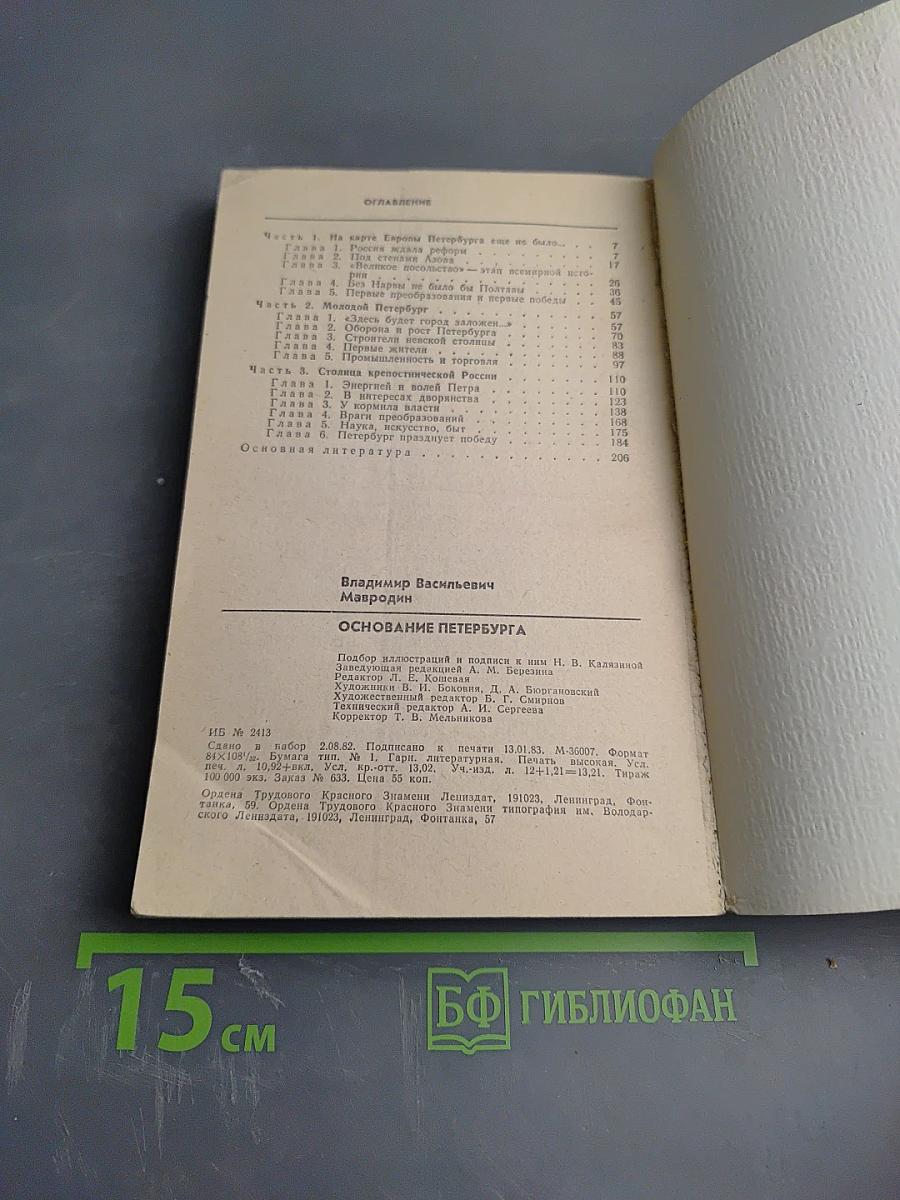 ОГЛАВЛЕНИЕ
Часть 1. На карте Европы Петербурга еще не было... . . 7
Глава 1. Россия ждала реформ . . . . . . . 7
Глава 2. Под стенами Азова . . . . . . . 17
Глава 3. «Великое посольство» — этап всемирной исто-
рии . . . . . . . . . . . 26
Глава 4. Без Нарвы не было бы Полтавы . . . . 36
Глава 5. Первые преобразования и первые победы . . 45
Часть 2. Молодой Петербург . . . . . . . . 57
Глава 1. «Здесь будет город заложен...» . . . . 57
Глава 2. Оборона и рост Петербурга . . . . . 70
Глава 3. Строители невской столицы . . . . . 83
Глава 4. Первые жители . . . . . . . . 88
Глава 5. Промышленность и торговля . . . . . 97
Часть 3. Столица крепостнической России . . . . . 110
Глава 1. Энергией и волей Петра . . . . . . 110
Глава 2. В интересах дворянства . . . . . . 123
Глава 3. У кормила власти . . . . . . . 138
Глава 4. Враги преобразований . . . . . . 168
Глава 5. Наука, искусство, быт . . . . . . 175
Глава 6. Петербург празднует победу . . . . . 184
Основная литература . . . . . . . . . . 206
Владимир Васильевич
Мавродин
ОСНОВАНИЕ ПЕТЕРБУРГА
Подбор иллюстраций и подписи к ним Н. В. Калязиной
Заведующая редакцией А. М. Березина
Редактор Л. Е. Кошевая
Художники В. И. Боковня, Д. А. Бюргановский
Художественный редактор Б. Г. Смирнов
Технический редактор А. И. Сергеева
Корректор Т. В. Мельникова
ИБ № 2413
Сдано в набор 2.08.82. Подписано к печати 13.01.83. М-36007. Формат
84×108¹/₃₂. Бумага тип. № 1. Гарн. литературная. Печать высокая. Усл.
печ. л. 10,92+вкл. Усл. кр.-отт. 13,02. Уч.-изд. л. 12+1,21=13,21. Тираж
100 000 экз. Заказ № 633. Цена 55 коп.
Ордена Трудового Красного Знамени Лениздат, 191023, Ленинград, Фон-
танка, 59. Ордена Трудового Красного Знамени типография им. Володар-
ского Лениздата, 191023, Ленинград, Фонтанка, 57
15 см
БФ ГИБЛИОФАН